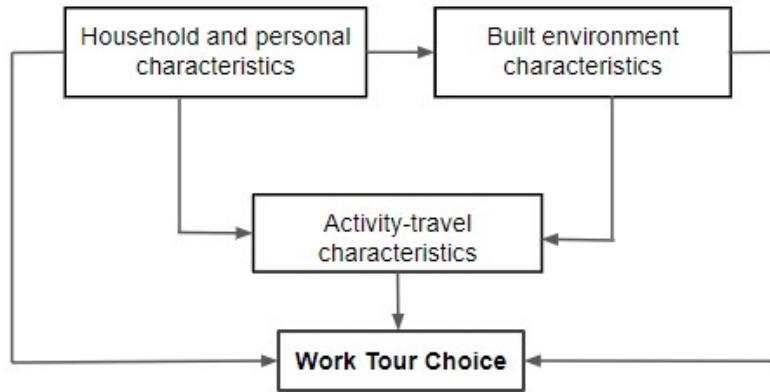 Household and personal
characteristics
Built environment
characteristics
Activity-travel
characteristics
Work Tour Choice